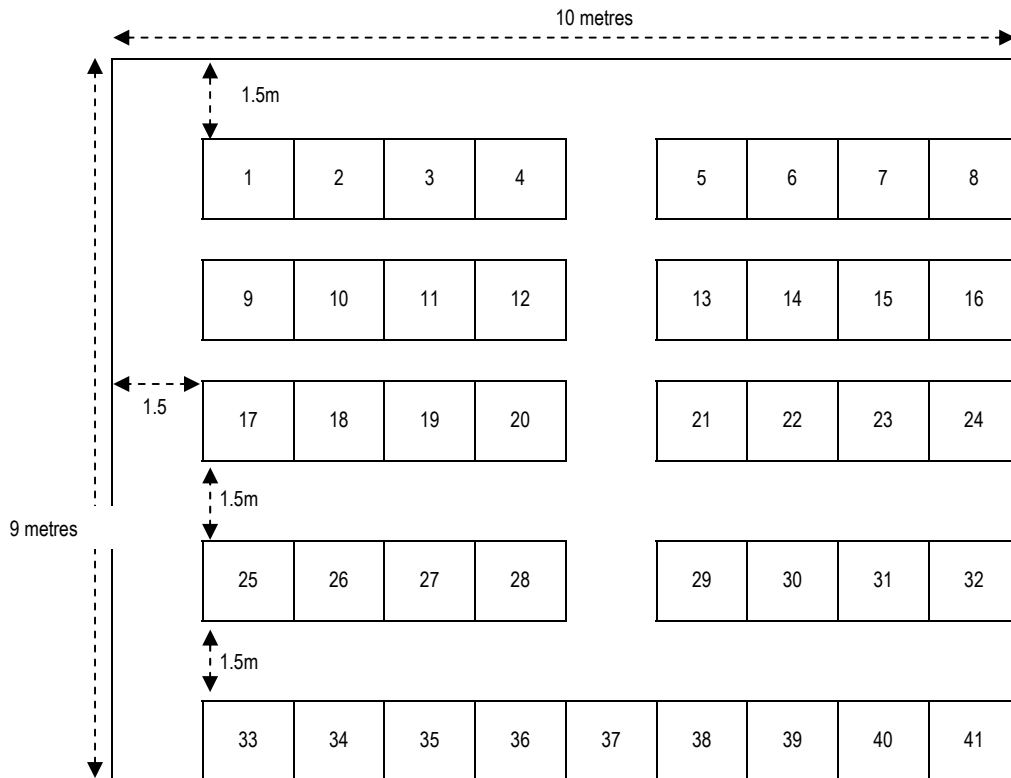 10 metres
1.5m
1 2 3 4 5 6 7 8
9 10 11 12 13 14 15 16
1.5
17 18 19 20 21 22 23 24
1.5m
9 metres
25 26 27 28 29 30 31 32
1.5m
33 34 35 36 37 38 39 40 41